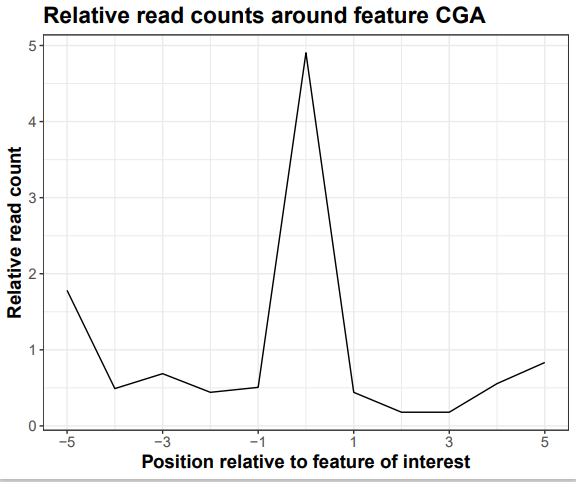 Relative read counts around feature CGA
Relative read count
5
4
3
2
1
0
−5 −3 −1 1 3 5
Position relative to feature of interest